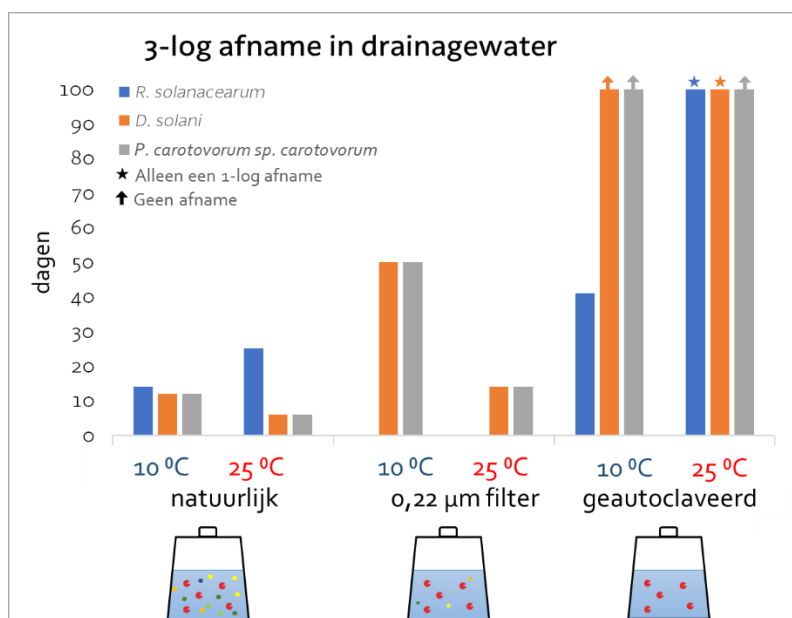 3-log afname in drainagewater
R. solanacearum
D. solani
P. carotovorum sp. carotovorum
★ Alleen een 1-log afname
↑ Geen afname
dagen
100
90
80
70
60
50
40
30
20
10
0
10 ⁰C 25 ⁰C 10 ⁰C 25 ⁰C 10 ⁰C 25 ⁰C
natuurlijk 0,22 µm filter geautoclaveerd